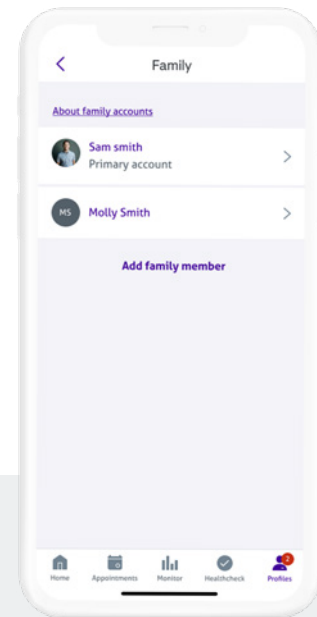 Family
About family accounts
Sam smith
Primary account
MS
Molly Smith
Add family member
2
Home Appointments Monitor Healthcheck Profiles